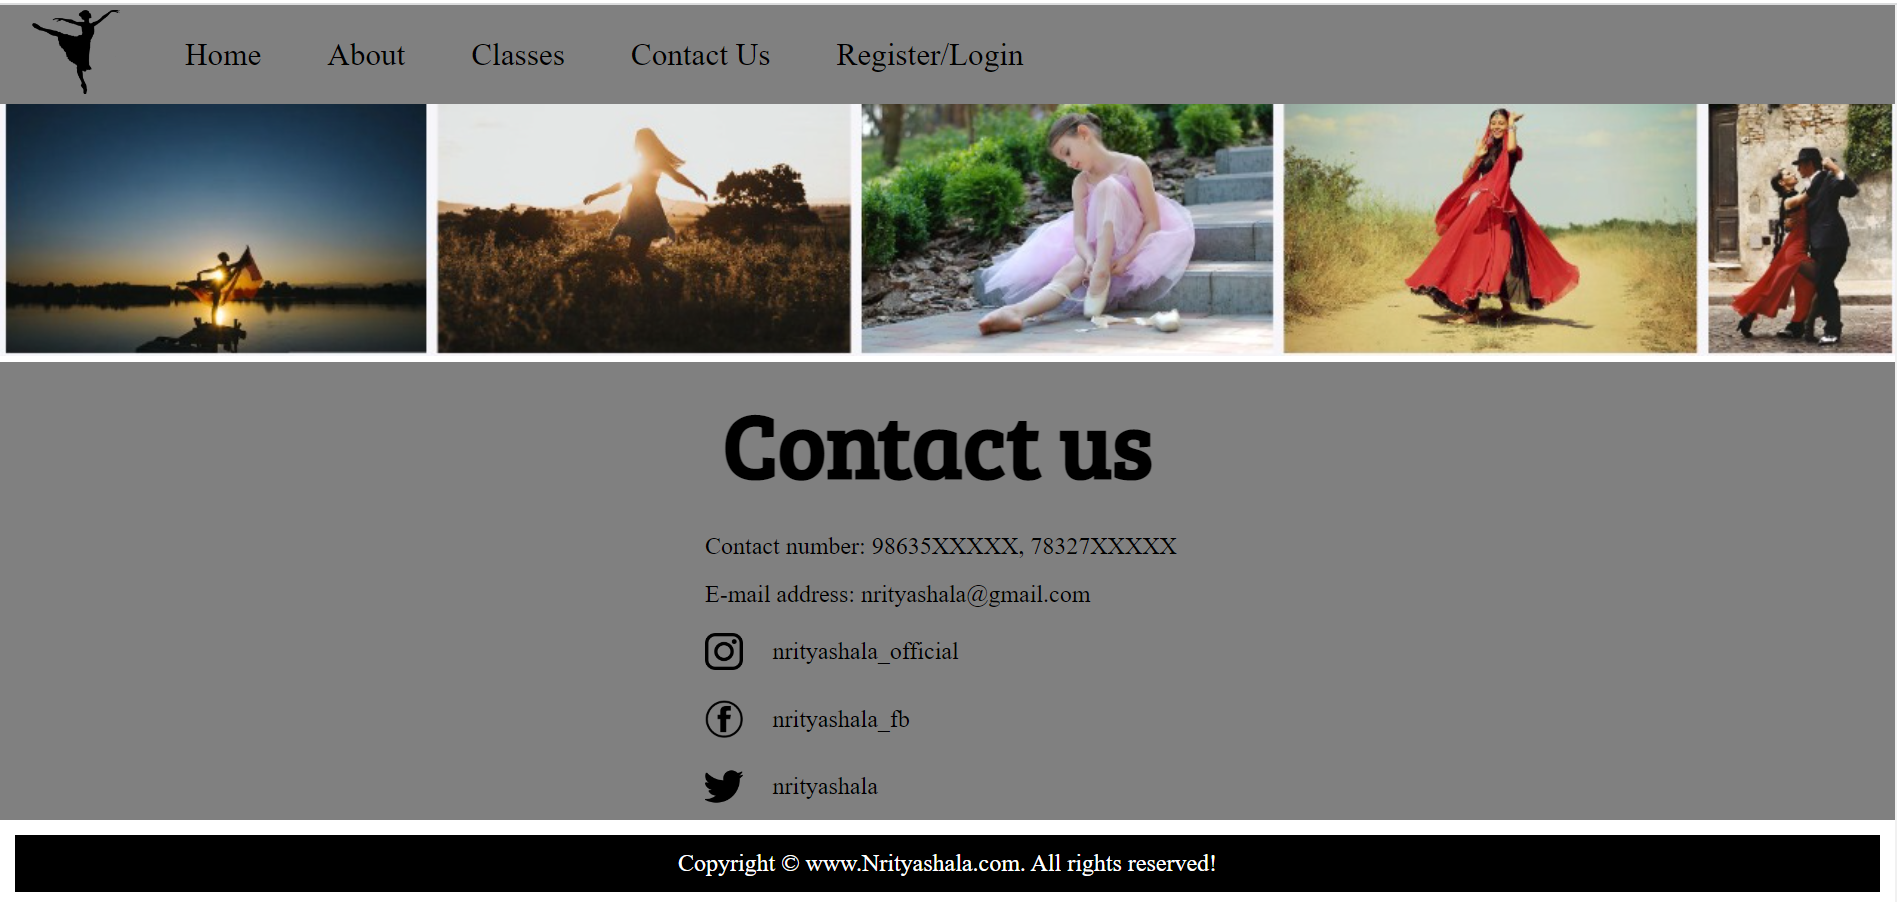 Home About Classes Contact Us Register/Login
Contact us
Contact number: 98635XXXXX, 78327XXXXX
E-mail address: nrityashala@gmail.com
nrityashala_official
nrityashala_fb
nrityashala
Copyright © www.Nrityashala.com. All rights reserved!